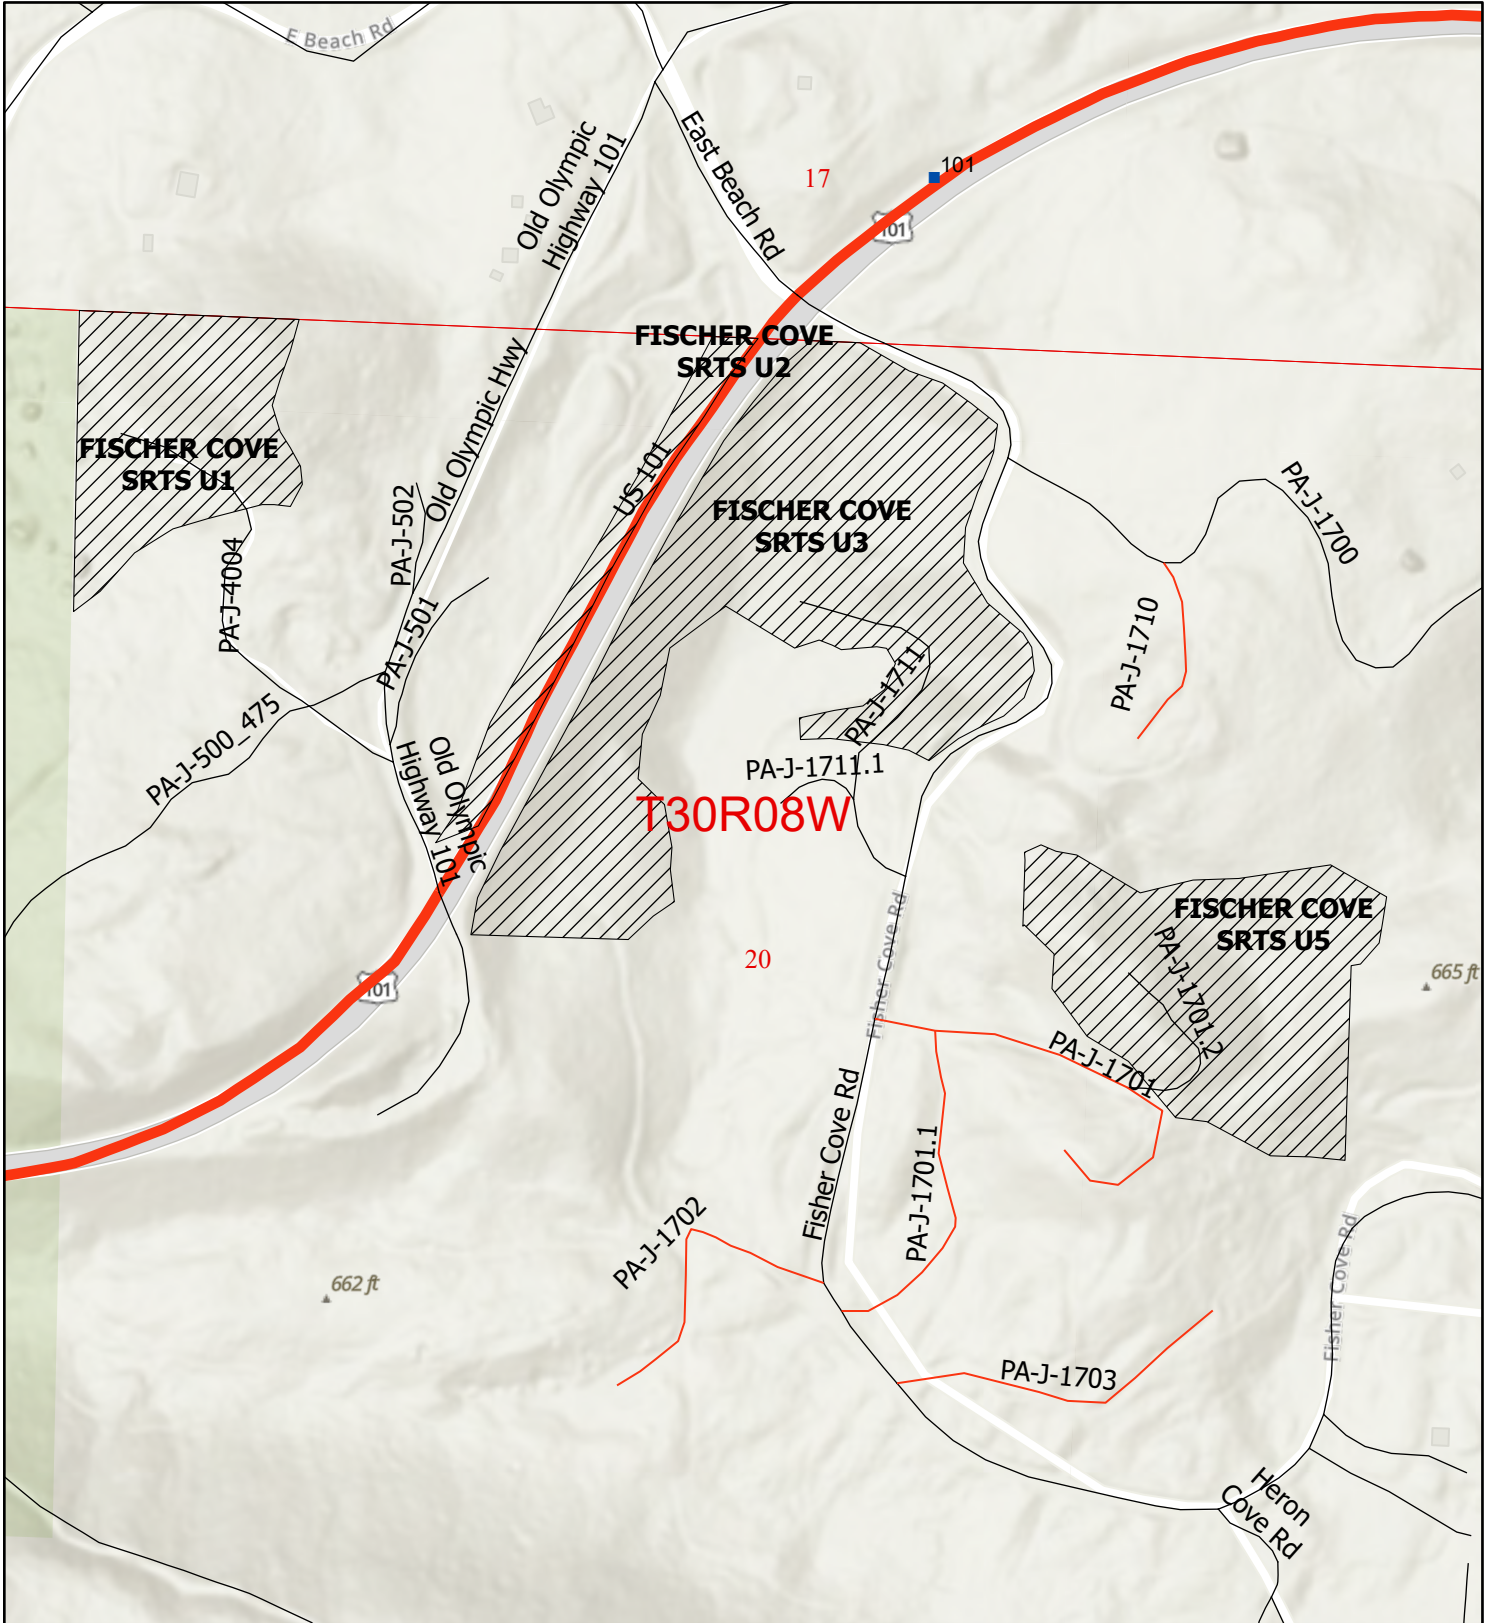 E Beach Rd
Old Olympic
Highway 101
East Beach Rd
17
101
101
FISCHER COVE
SRTS U2
Old Olympic Hwy
FISCHER COVE
SRTS U1
US 101
PA-J-502
FISCHER COVE
SRTS U3
PA-J-1700
PA-J-4004
PA-J-501
PA-J-1710
PA-J-1711
PA-J-500_475
Old Olympic
Highway 101
PA-J-1711.1
T30R08W
FISCHER COVE
SRTS U5
Fisher Cove Rd
20
PA-J-1701.2
665 ft
101
PA-J-1701
Fisher Cove Rd
PA-J-1701.1
PA-J-1702
662 ft
Fisher Cove Rd
PA-J-1703
Heron
Cove Rd